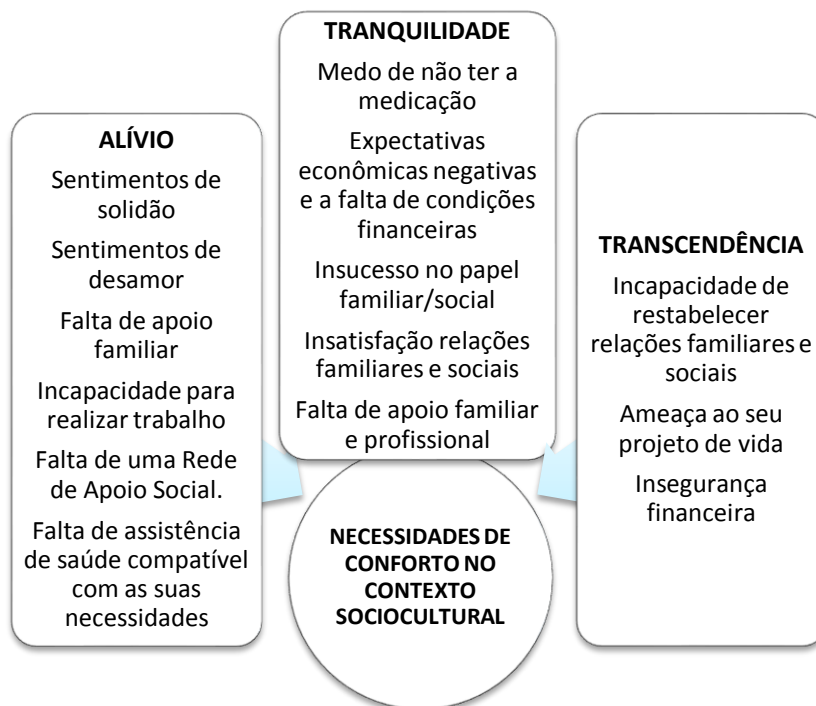 ALÍVIO
Sentimentos de
solidão
Sentimentos de
desamor
Falta de apoio
familiar
Incapacidade para
realizar trabalho
Falta de uma Rede
de Apoio Social.
Falta de assistência
de saúde compatível
com as suas
necessidades
TRANQUILIDADE
Medo de não ter a
medicação
Expectativas
econômicas negativas
e a falta de condições
financeiras
Insucesso no papel
familiar/social
Insatisfação relações
familiares e sociais
Falta de apoio familiar
e profissional
TRANSCENDÊNCIA
Incapacidade de
restabelecer
relações familiares e
sociais
Ameaça ao seu
projeto de vida
Insegurança
financeira
NECESSIDADES DE
CONFORTO NO
CONTEXTO
SOCIOCULTURAL